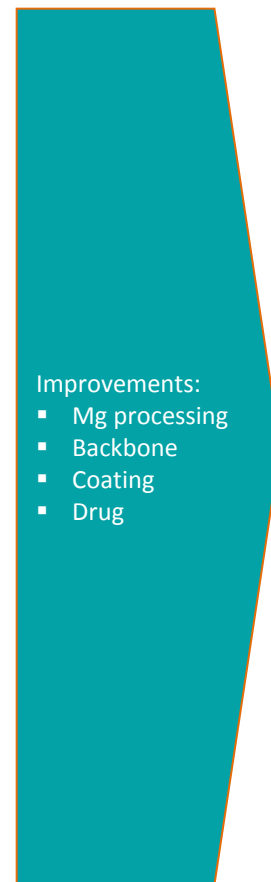 Improvements:
▪ Mg processing
▪ Backbone
▪ Coating
▪ Drug